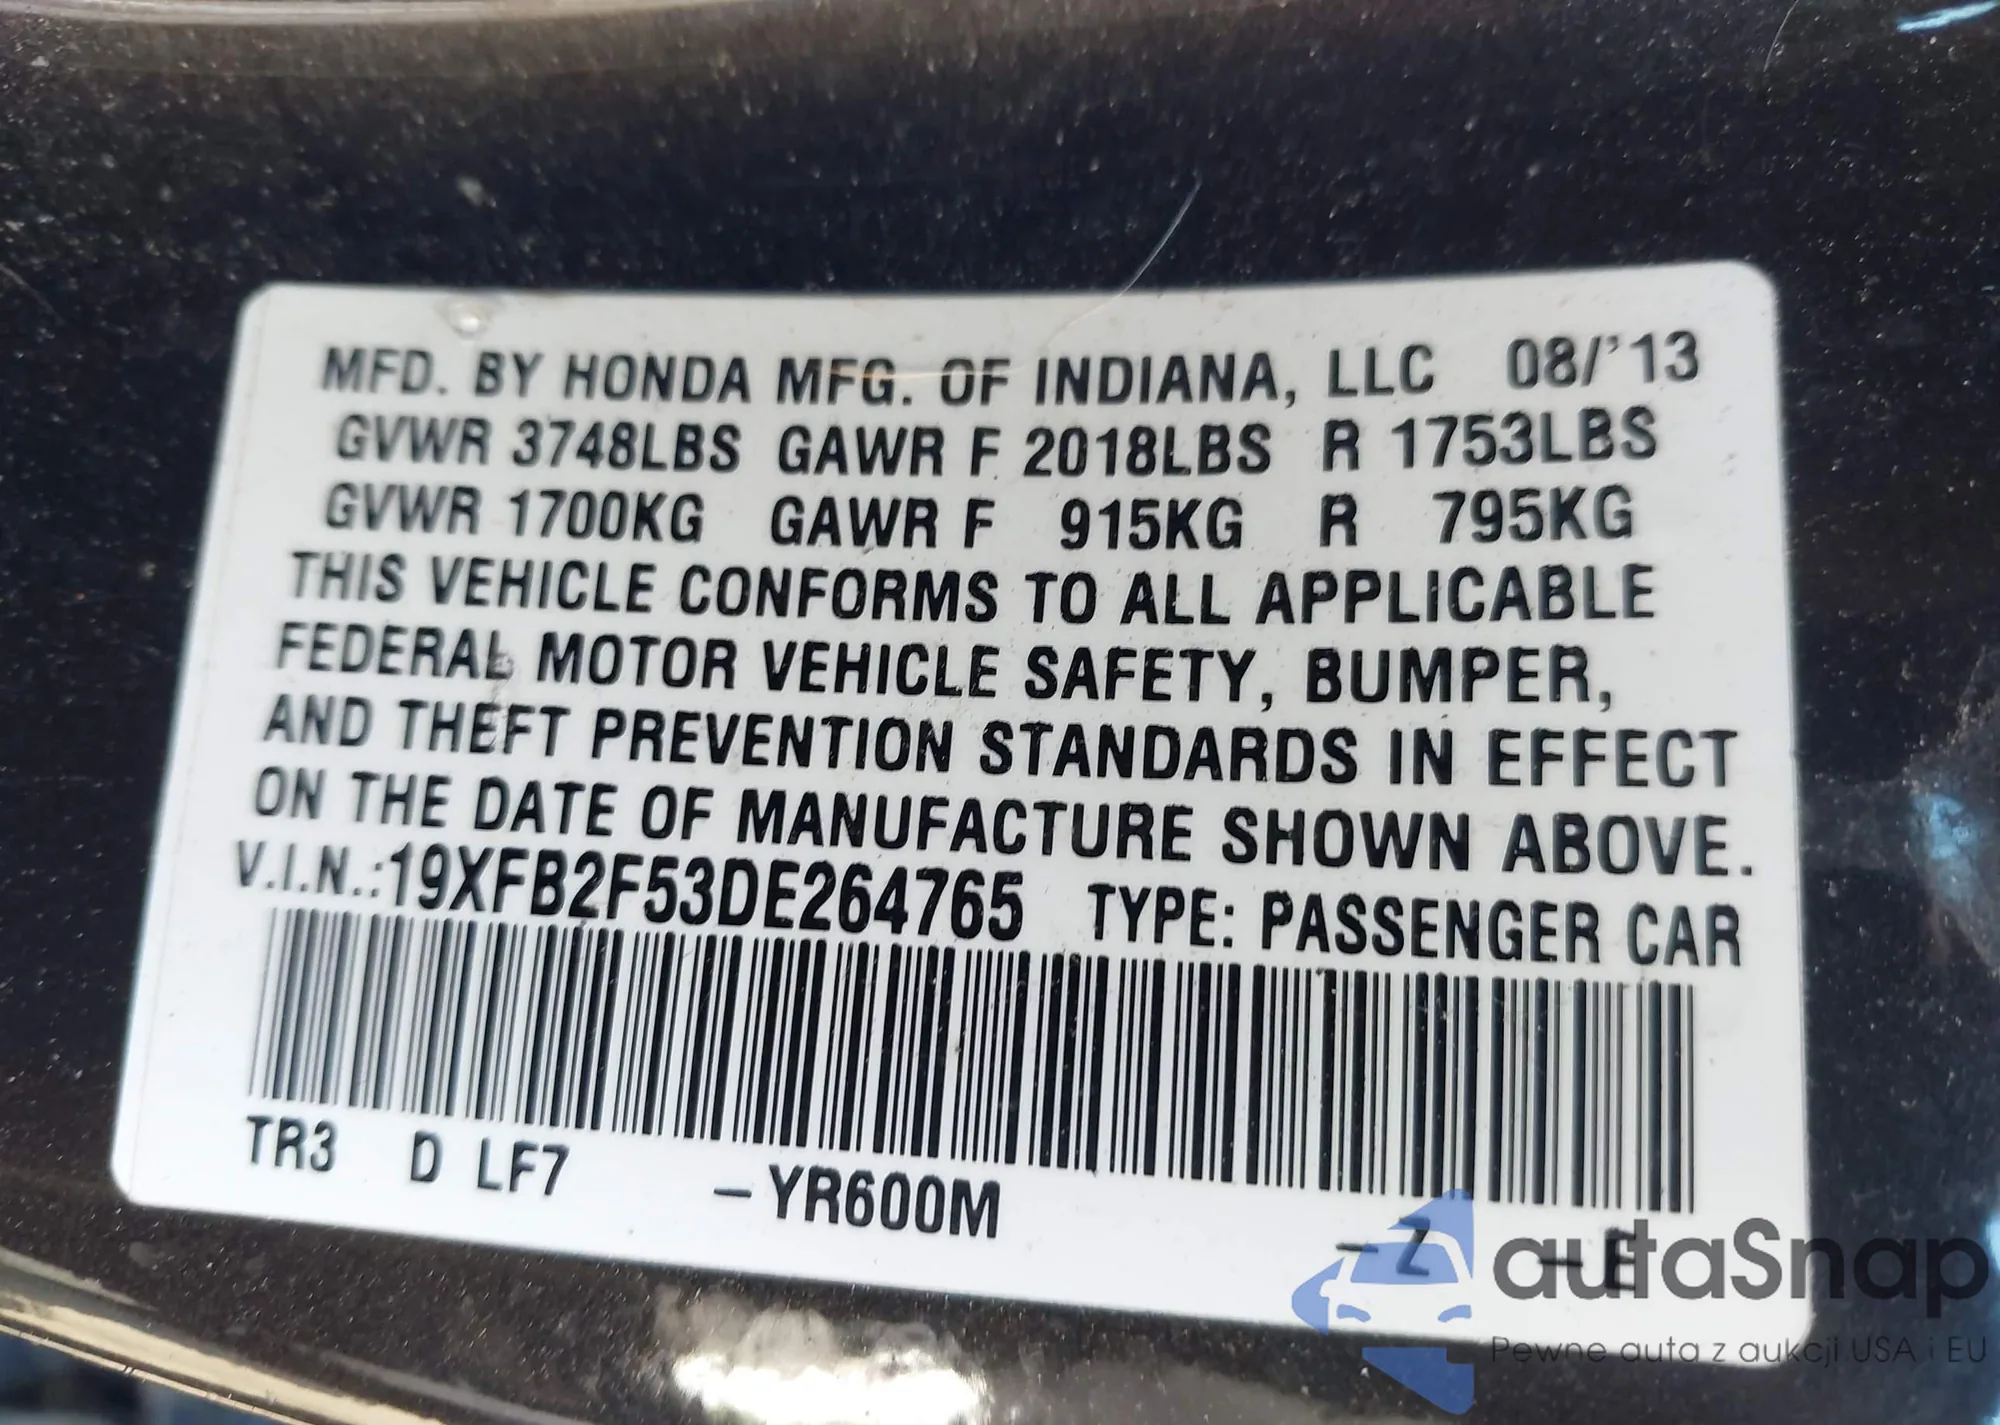 MFD. BY HONDA MFG. OF INDIANA, LLC 08/'13
GVWR 3748LBS GAWR F 2018LBS R 1753LBS
GVWR 1700KG GAWR F 915KG R 795KG
THIS VEHICLE CONFORMS TO ALL APPLICABLE
FEDERAL MOTOR VEHICLE SAFETY, BUMPER,
AND THEFT PREVENTION STANDARDS IN EFFECT
ON THE DATE OF MANUFACTURE SHOWN ABOVE.
V.I.N.:19XFB2F53DE264765 TYPE: PASSENGER CAR
TR3 D LF7 –YR600M –Z –E
autaSnap
Pewne auta z aukcji USA i EU